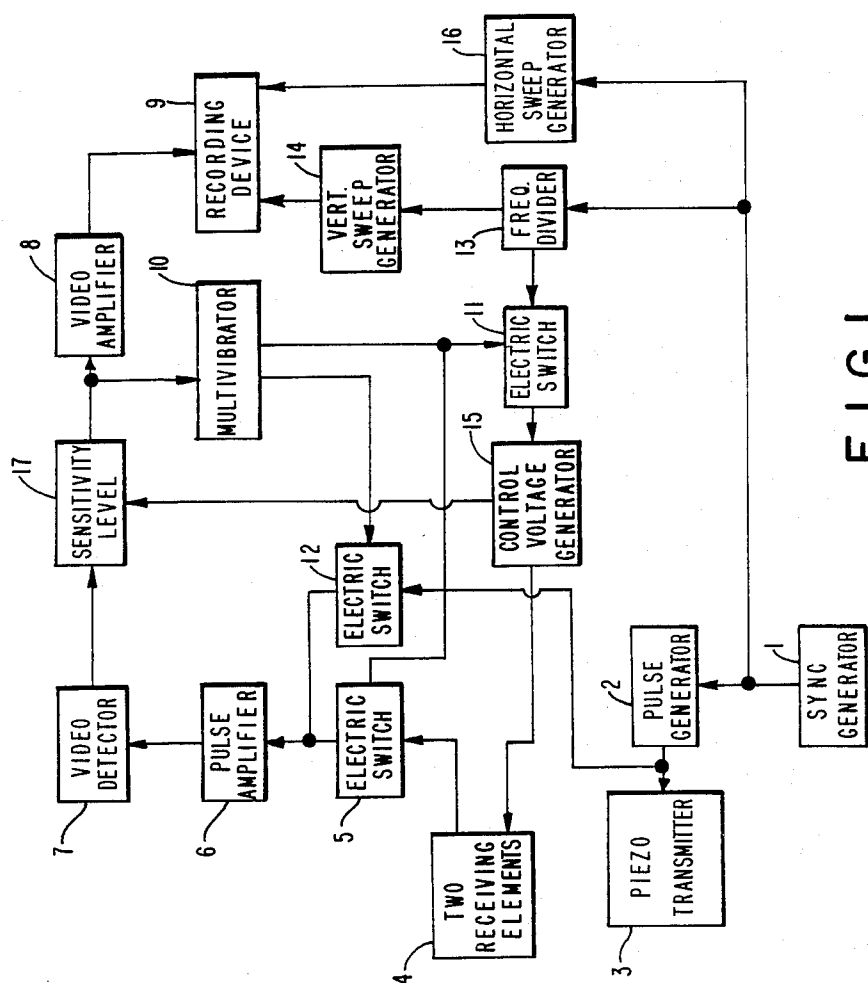 16
HORIZONTAL
SWEEP
GENERATOR
9
RECORDING
DEVICE
14
VERT.
SWEEP
GENERATOR
13
FREQ.
DIVIDER
8
VIDEO
AMPLIFIER
10
MULTIVIBRATOR
11
ELECTRIC
SWITCH
17
SENSITIVITY
LEVEL
15
CONTROL
VOLTAGE
GENERATOR
12
ELECTRIC
SWITCH
7
VIDEO
DETECTOR
6
PULSE
AMPLIFIER
5
ELECTRIC
SWITCH
4
TWO
RECEIVING
ELEMENTS
2
PULSE
GENERATOR
1
SYNC
GENERATOR
3
PIEZO
TRANSMITTER
FIG.1